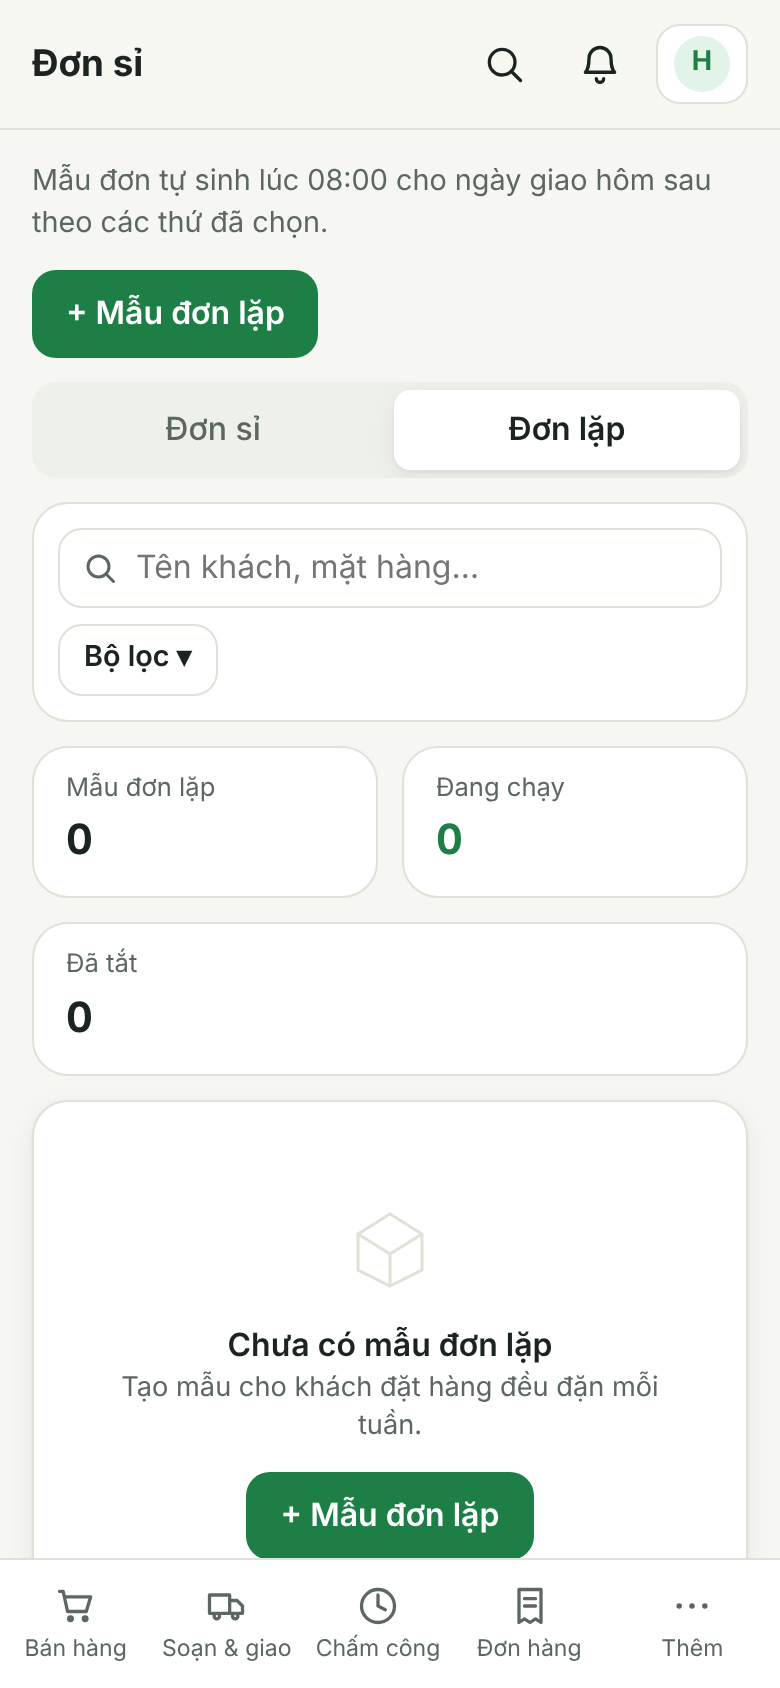 Đơn sỉ
H
Mẫu đơn tự sinh lúc 08:00 cho ngày giao hôm sau
theo các thứ đã chọn.
+ Mẫu đơn lặp
Đơn sỉ
Đơn lặp
Tên khách, mặt hàng...
Bộ lọc ▾
Mẫu đơn lặp
0
Đang chạy
0
Đã tắt
0
Chưa có mẫu đơn lặp
Tạo mẫu cho khách đặt hàng đều đặn mỗi
tuần.
+ Mẫu đơn lặp
Bán hàng
Soạn & giao
Chấm công
Đơn hàng
Thêm